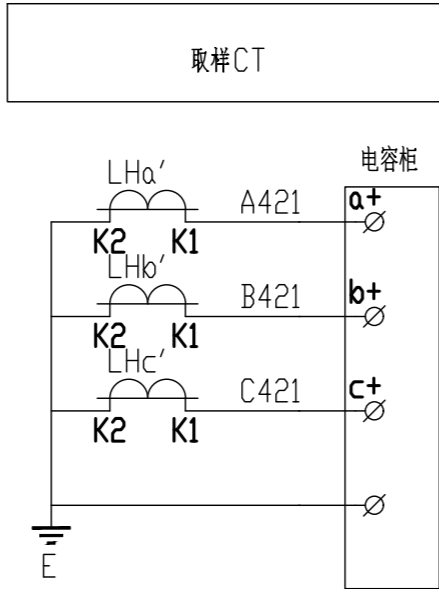 取样CT
电容柜
LHa'
A421
a+
K2 K1
LHb'
B421
b+
K2 K1
LHc'
C421
c+
K2 K1
E